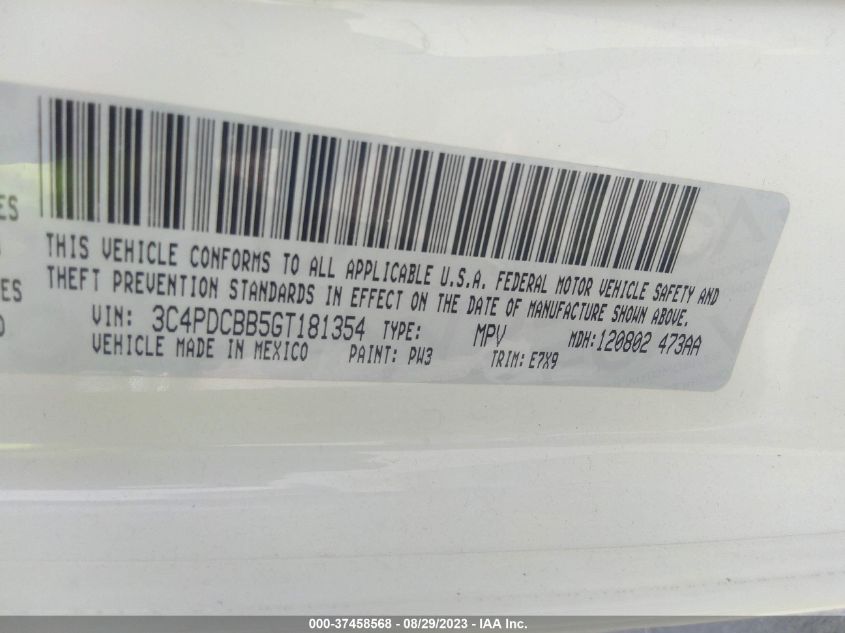 ES
THIS VEHICLE CONFORMS TO ALL APPLICABLE U.S.A. FEDERAL MOTOR VEHICLE SAFETY AND
ES
THEFT PREVENTION STANDARDS IN EFFECT ON THE DATE OF MANUFACTURE SHOWN ABOVE.
VIN: 3C4PDCBB5GT181354 TYPE: MPV MDH: 120802 473AA
VEHICLE MADE IN MEXICO PAINT: PW3 TRIM: E7X9
000-37458568 - 08/29/2023 - IAA Inc.